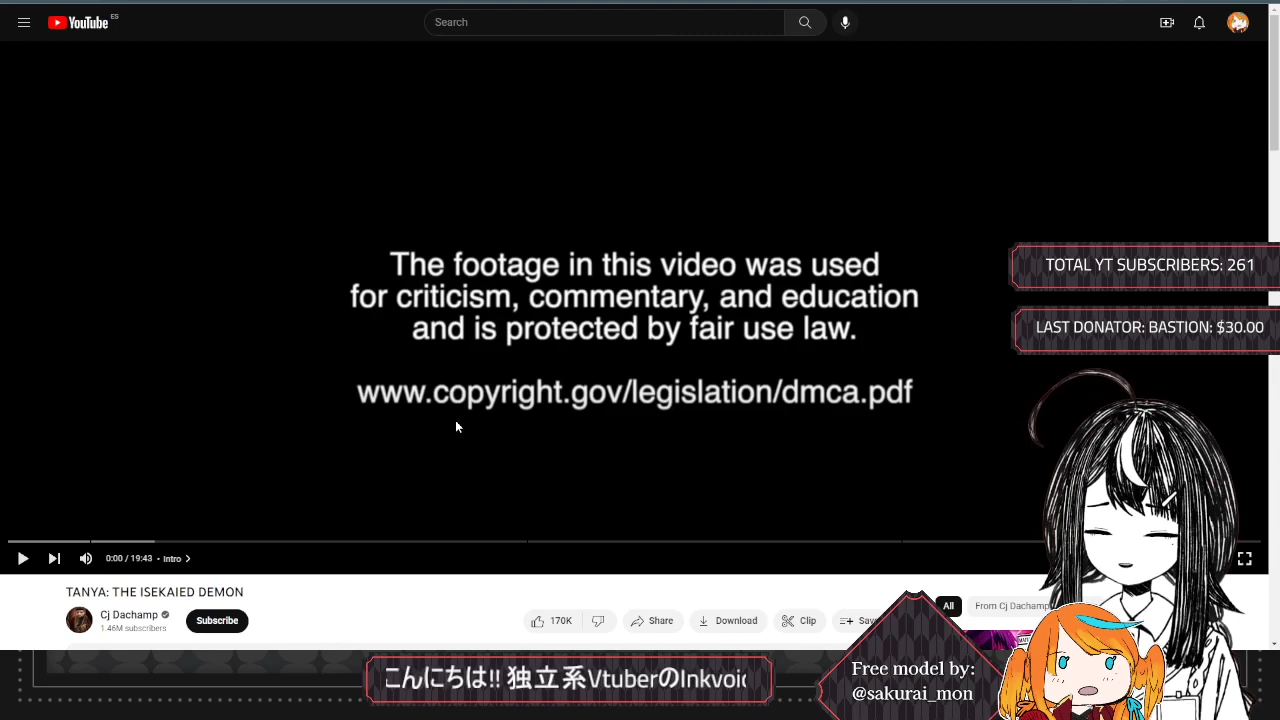 YouTube ES
Search
The footage in this video was used
for criticism, commentary, and education
and is protected by fair use law.
www.copyright.gov/legislation/dmca.pdf
TOTAL YT SUBSCRIBERS: 261
LAST DONATOR: BASTION: $30.00
0:00 / 19:43 • Intro
TANYA: THE ISEKAIED DEMON
Cj Dachamp
1.46M subscribers
Subscribe
170K
Share
Download
Clip
Save
All
From Cj Dachamp
こんにちは!! 独立系VtuberのInkvoid
Free model by:
@sakurai_mon